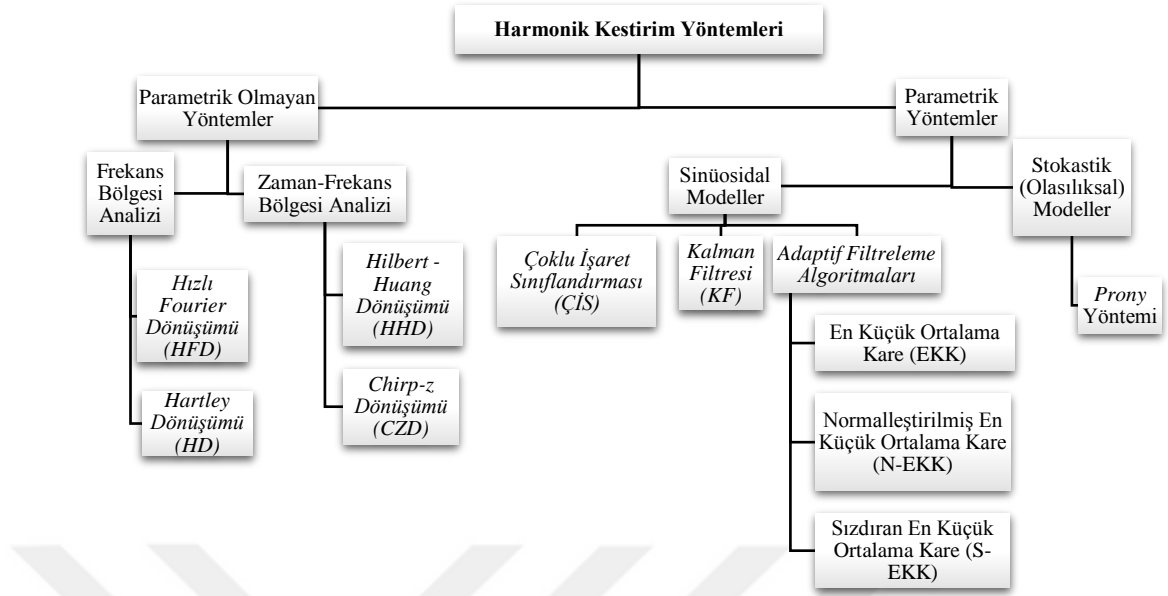 Harmonik Kestirim Yöntemleri
Parametrik Olmayan
Yöntemler
Parametrik
Yöntemler
Frekans
Bölgesi
Analizi
Zaman-Frekans
Bölgesi Analizi
Sinüosidal
Modeller
Stokastik
(Olasılıksal)
Modeller
Hızlı
Fourier
Dönüşümü
(HFD)
Hartley
Dönüşümü
(HD)
Hilbert -
Huang
Dönüşümü
(HHD)
Chirp-z
Dönüşümü
(CZD)
Çoklu İşaret
Sınıflandırması
(ÇİS)
Kalman
Filtresi
(KF)
Adaptif Filtreleme
Algoritmaları
En Küçük Ortalama
Kare (EKK)
Normalleştirilmiş En
Küçük Ortalama Kare
(N-EKK)
Sızdıran En Küçük
Ortalama Kare (S-
EKK)
Prony
Yöntemi